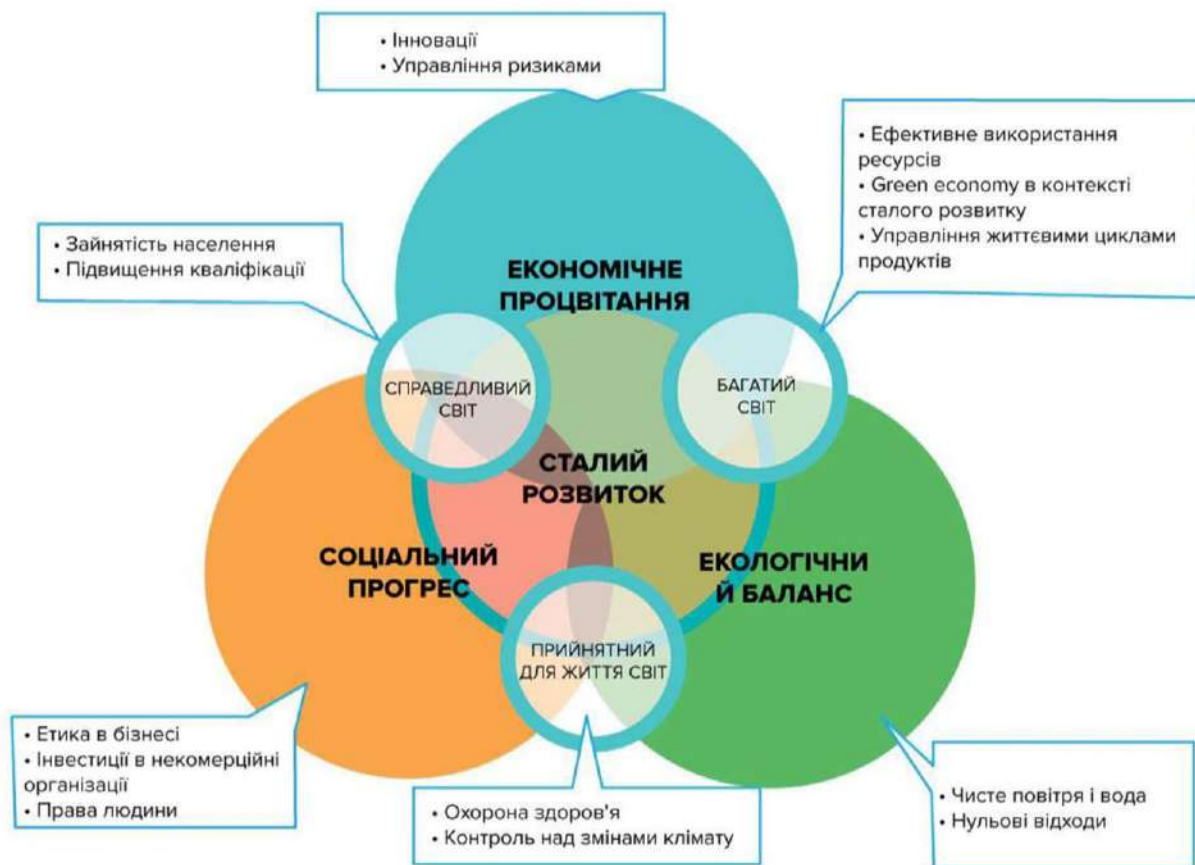 • Інновації
• Управління ризиками
• Ефективне використання
ресурсів
• Green economy в контексті
сталого розвитку
• Управління життєвими циклами
продуктів
• Зайнятість населення
• Підвищення кваліфікації
ЕКОНОМІЧНЕ
ПРОЦВІТАННЯ
СПРАВЕДЛИВИЙ
СВІТ
БАГАТИЙ
СВІТ
СТАЛИЙ
РОЗВИТОК
СОЦІАЛЬНИЙ
ПРОГРЕС
ЕКОЛОГІЧНИ
Й БАЛАНС
ПРИЙНЯТНИЙ
ДЛЯ ЖИТТЯ СВІТ
• Етика в бізнесі
• Інвестиції в некомерційні
організації
• Права людини
• Охорона здоров'я
• Контроль над змінами клімату
• Чисте повітря і вода
• Нульові відходи